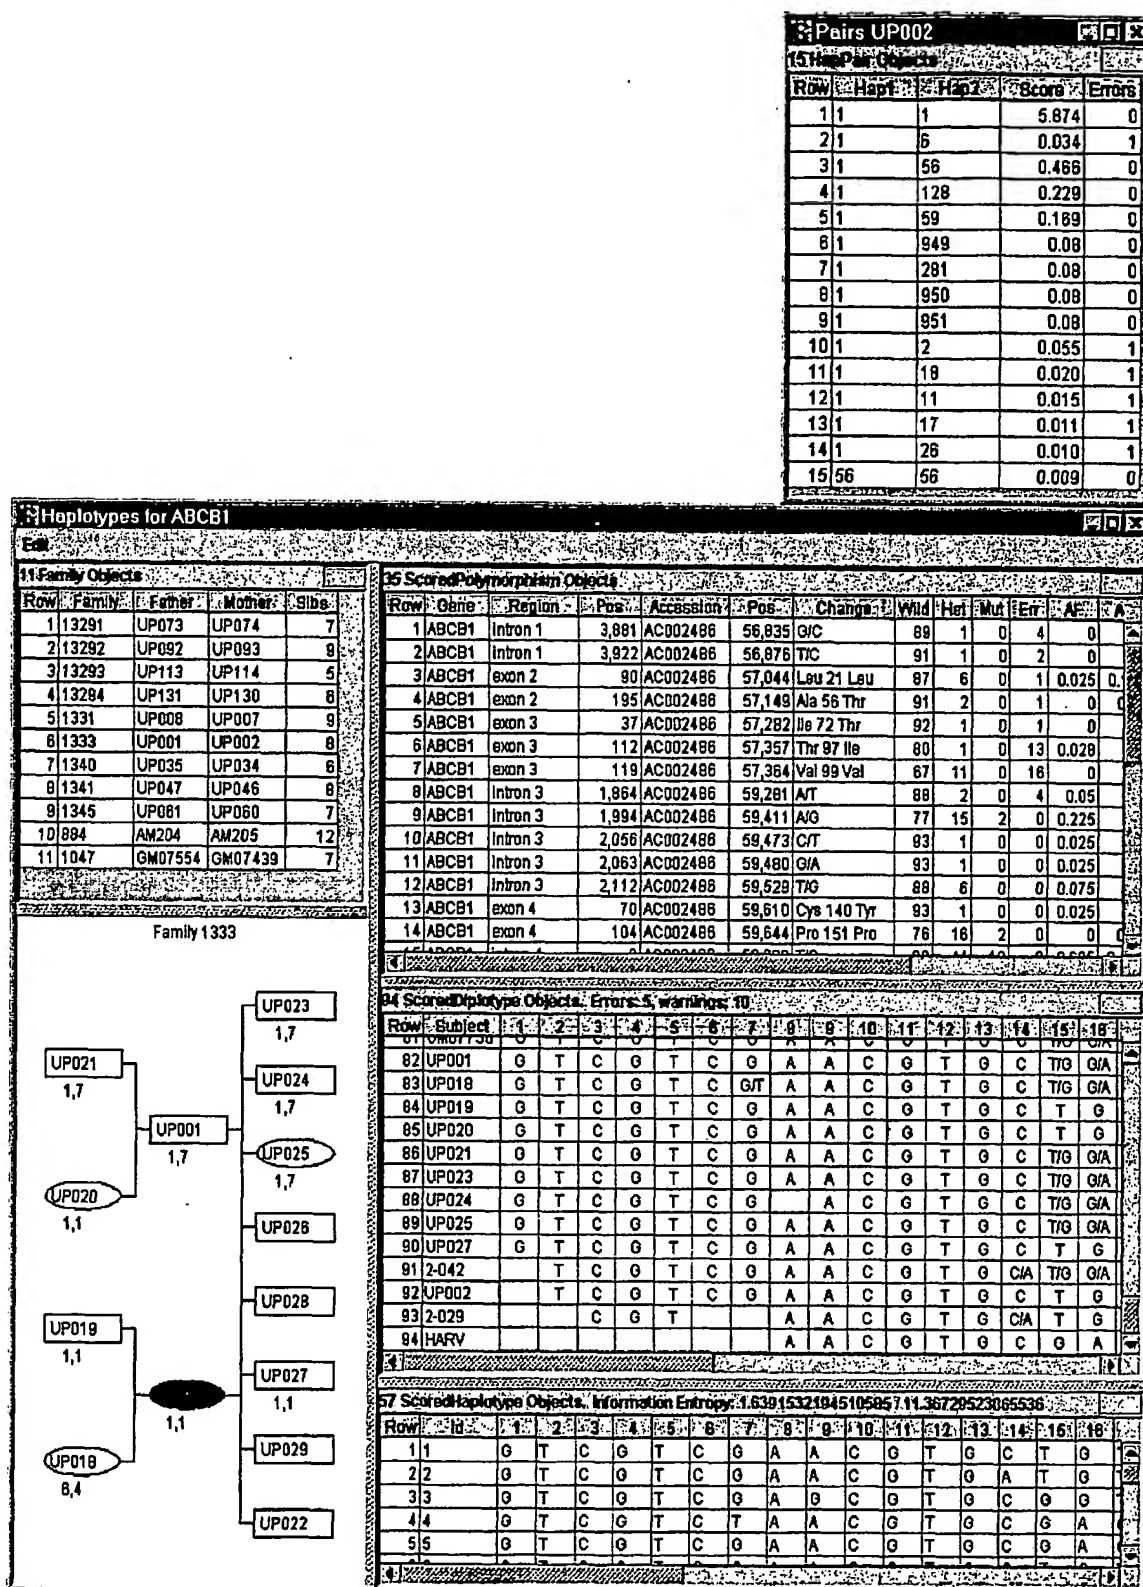 Pairs UP002
15 HapPair Objects
Row Hap1 Hap2 Score Errors
1 1 1 5.874 0
2 1 6 0.034 1
3 1 56 0.466 0
4 1 128 0.229 0
5 1 59 0.169 0
6 1 949 0.08 0
7 1 281 0.08 0
8 1 950 0.08 0
9 1 951 0.08 0
10 1 2 0.055 1
11 1 18 0.020 1
12 1 11 0.015 1
13 1 17 0.011 1
14 1 26 0.010 1
15 56 56 0.009 0
Haplotypes for ABCB1
Edit
11 Family Objects
Row Family Father Mother Sibs
1 13291 UP073 UP074 7
2 13292 UP092 UP093 9
3 13293 UP113 UP114 5
4 13294 UP131 UP130 6
5 1331 UP008 UP007 9
6 1333 UP001 UP002 8
7 1340 UP035 UP034 6
8 1341 UP047 UP046 8
9 1345 UP061 UP060 7
10 884 AM204 AM205 12
11 1047 GM07554 GM07439 7
35 ScoredPolymorphism Objects
Row Gene Region Pos Accession Pos Change Wild Het Mut Err AF A
1 ABCB1 intron 1 3,881 AC002486 56,835 G/C 89 1 0 4 0
2 ABCB1 intron 1 3,922 AC002486 56,876 T/C 91 1 0 2 0
3 ABCB1 exon 2 90 AC002486 57,044 Leu 21 Leu 87 6 0 1 0.025 0.
4 ABCB1 exon 2 195 AC002486 57,149 Ala 56 Thr 91 2 0 1 0
5 ABCB1 exon 3 37 AC002486 57,282 Ile 72 Thr 92 1 0 1 0
6 ABCB1 exon 3 112 AC002486 57,357 Thr 97 Ile 80 1 0 13 0.028
7 ABCB1 exon 3 119 AC002486 57,364 Val 99 Val 67 11 0 16 0
8 ABCB1 intron 3 1,864 AC002486 59,281 A/T 88 2 0 4 0.05
9 ABCB1 intron 3 1,994 AC002486 59,411 A/G 77 15 2 0 0.225
10 ABCB1 intron 3 2,056 AC002486 59,473 C/T 93 1 0 0 0.025
11 ABCB1 intron 3 2,063 AC002486 59,480 G/A 93 1 0 0 0.025
12 ABCB1 intron 3 2,112 AC002486 59,529 T/G 88 6 0 0 0.075
13 ABCB1 exon 4 70 AC002486 59,610 Cys 140 Tyr 93 1 0 0 0.025
14 ABCB1 exon 4 104 AC002486 59,644 Pro 151 Pro 76 16 2 0 0
Family 1333
UP023
1,7
UP021
1,7
UP024
1,7
UP001
1,7
UP025
1,7
UP020
1,1
UP026
UP028
UP019
1,1
UP027
1,1
1,1
UP029
UP018
8,4
UP022
94 ScoredDiplotype Objects. Errors: 5, warnings: 10
Row Subject 1 2 3 4 5 6 7 8 9 10 11 12 13 14 15 16
82 UP001 G T C G T C G A A C G T G C T/G G/A
83 UP018 G T C G T C G/T A A C G T G C T/G G/A
84 UP019 G T C G T C G A A C G T G C T G
85 UP020 G T C G T C G A A C G T G C T G
86 UP021 G T C G T C G A A C G T G C T/G G/A
87 UP023 G T C G T C G A A C G T G C T/G G/A
88 UP024 G T C G T C G A C G T G C T/G G/A
89 UP025 G T C G T C G A A C G T G C T/G G/A
90 UP027 G T C G T C G A A C G T G C T G
91 2-042 T C G T C G A A C G T G C/A T/G G/A
92 UP002 T C G T C G A A C G T G C T G
93 2-029 C G T A A C G T G C/A T G
94 HARV A A C G T G C G A
57 ScoredHaplotype Objects. Information Entropy:
Row Id 1 2 3 4 5 6 7 8 9 10 11 12 13 14 15 16
1 1 G T C G T C G A A C G T G C T G
2 2 G T C G T C G A A C G T G A T G
3 3 G T C G T C G A G C G T G C G G
4 4 G T C G T C T A A C G T G C G A
5 5 G T C G T C G A A C G T G C G A